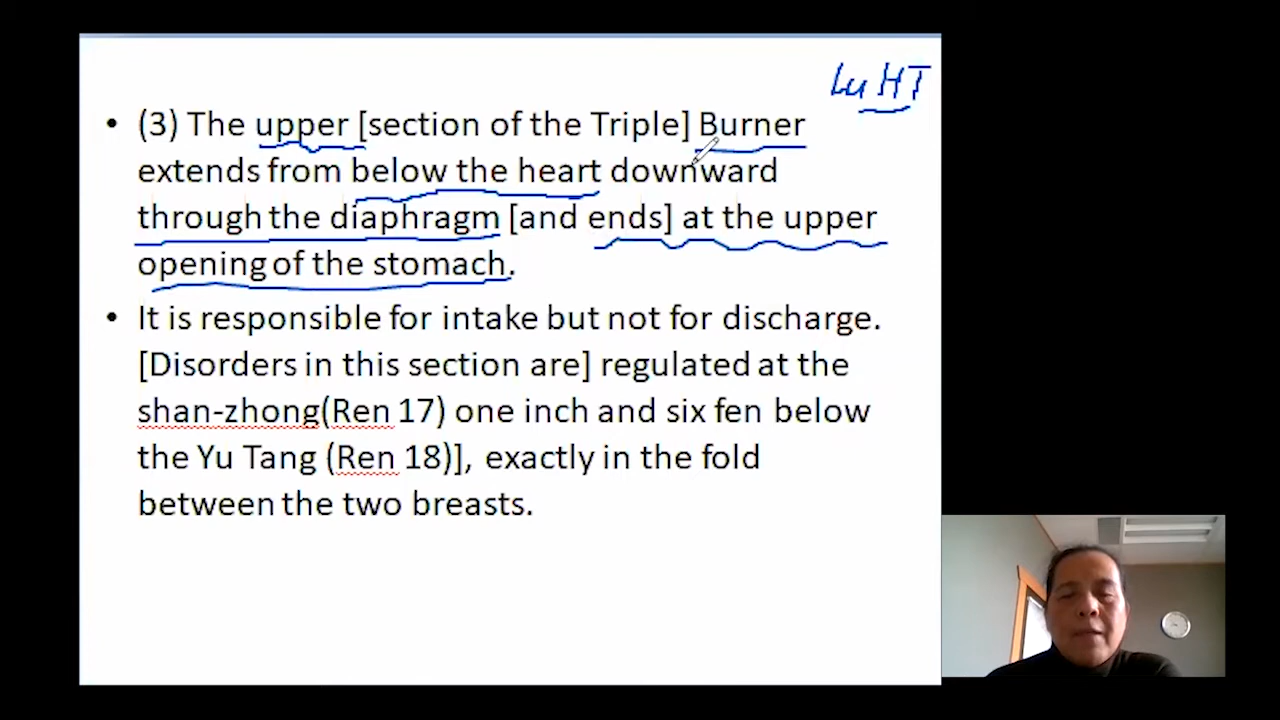 Lu HT
• (3) The upper [section of the Triple] Burner
extends from below the heart downward
through the diaphragm [and ends] at the upper
opening of the stomach.
• It is responsible for intake but not for discharge.
[Disorders in this section are] regulated at the
shan-zhong(Ren 17) one inch and six fen below
the Yu Tang (Ren 18)], exactly in the fold
between the two breasts.